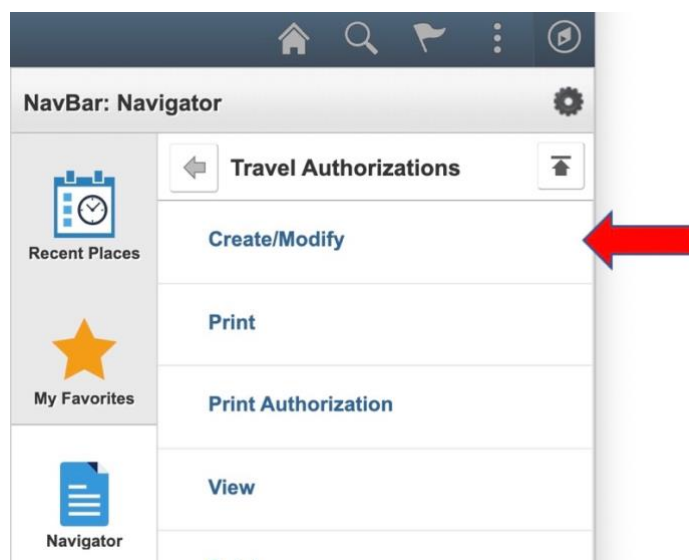 NavBar: Navigator
Travel Authorizations
Recent Places
Create/Modify
Print
My Favorites
Print Authorization
View
Navigator